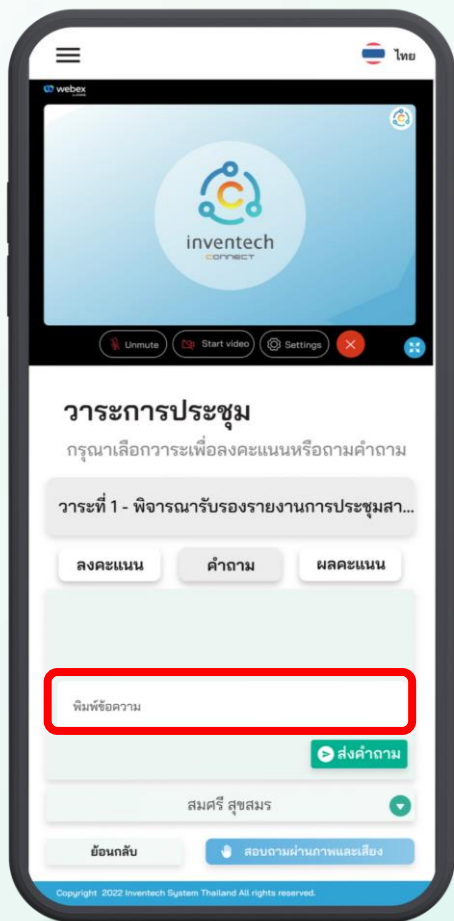 ไทย
webex
inventech
CONNECT
Unmute
Start video
Settings
วาระการประชุม
กรุณาเลือกวาระเพื่อลงคะแนนหรือถามคำถาม
วาระที่ 1 - พิจารณารับรองรายงานการประชุมสา...
ลงคะแนน
คำถาม
ผลคะแนน
พิมพ์ข้อความ
ส่งคำถาม
สมศรี สุขสมร
ย้อนกลับ
สอบถามผ่านภาพและเสียง
Copyright 2022 Inventech System Thailand All rights reserved.